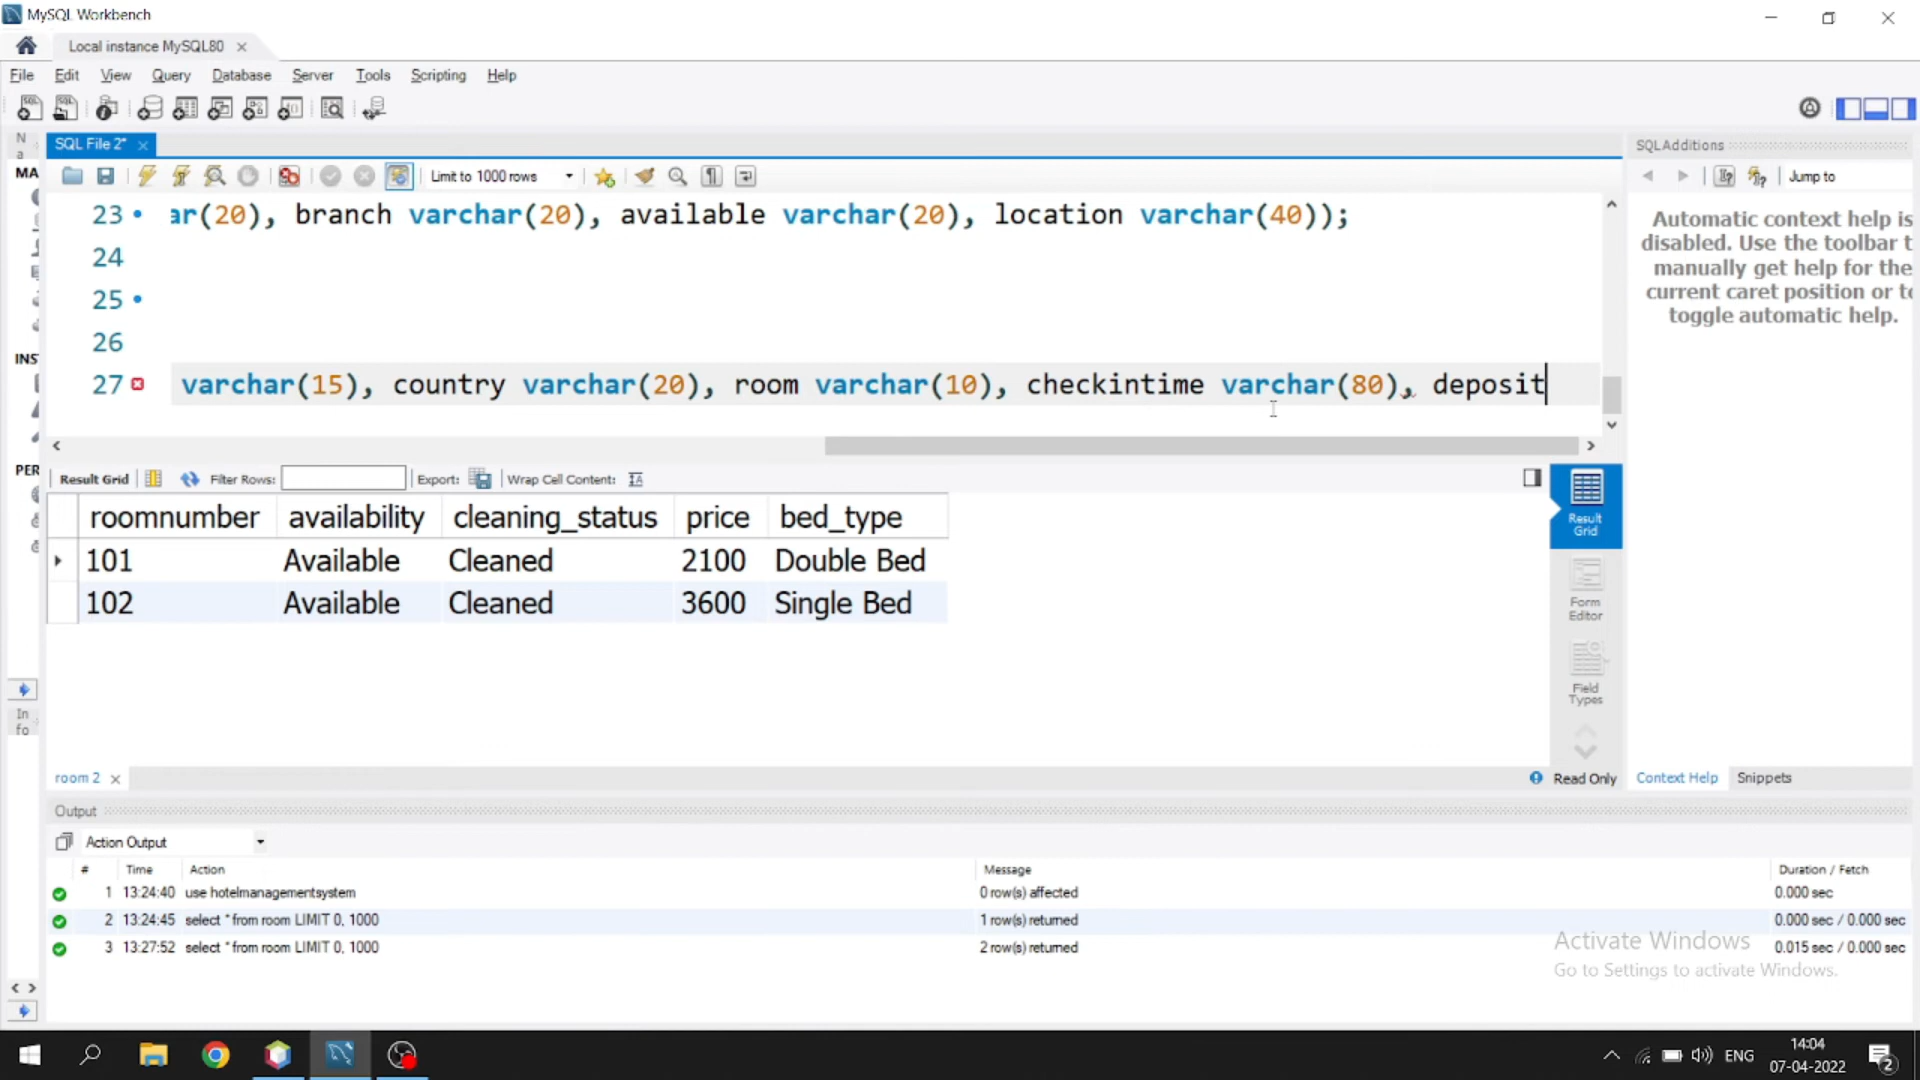 MySQL Workbench
Local instance MySQL80
File Edit View Query Database Server Tools Scripting Help
SQL File 2*
SQLAdditions
Limit to 1000 rows
Jump to
N
a
MA
INS
PER
In
fo
23 ar(20), branch varchar(20), available varchar(20), location varchar(40));
24
25
26
27 varchar(15), country varchar(20), room varchar(10), checkintime varchar(80), deposit
Automatic context help is
disabled. Use the toolbar t
manually get help for the
current caret position or to
toggle automatic help.
Result Grid Filter Rows: Export: Wrap Cell Content:
roomnumber availability cleaning_status price bed_type
101 Available Cleaned 2100 Double Bed
102 Available Cleaned 3600 Single Bed
Result
Grid
Form
Editor
Field
Types
room 2
Read Only
Context Help Snippets
Output
Action Output
# Time Action Message Duration / Fetch
1 13:24:40 use hotelmanagementsystem 0 row(s) affected 0.000 sec
2 13:24:45 select * from room LIMIT 0, 1000 1 row(s) returned 0.000 sec / 0.000 sec
3 13:27:52 select * from room LIMIT 0, 1000 2 row(s) returned 0.015 sec / 0.000 sec
Activate Windows
Go to Settings to activate Windows.
ENG
14:04
07-04-2022
2